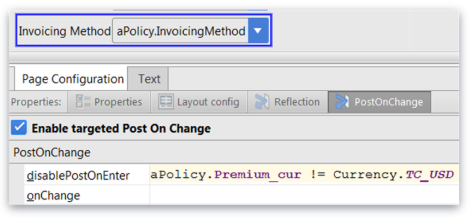 Invoicing Method aPolicy.InvoicingMethod
Page Configuration Text
Properties: Properties Layout config Reflection PostOnChange
Enable targeted Post On Change
PostOnChange
disablePostOnEnter aPolicy.Premium_cur != Currency.TC_USD
onChange